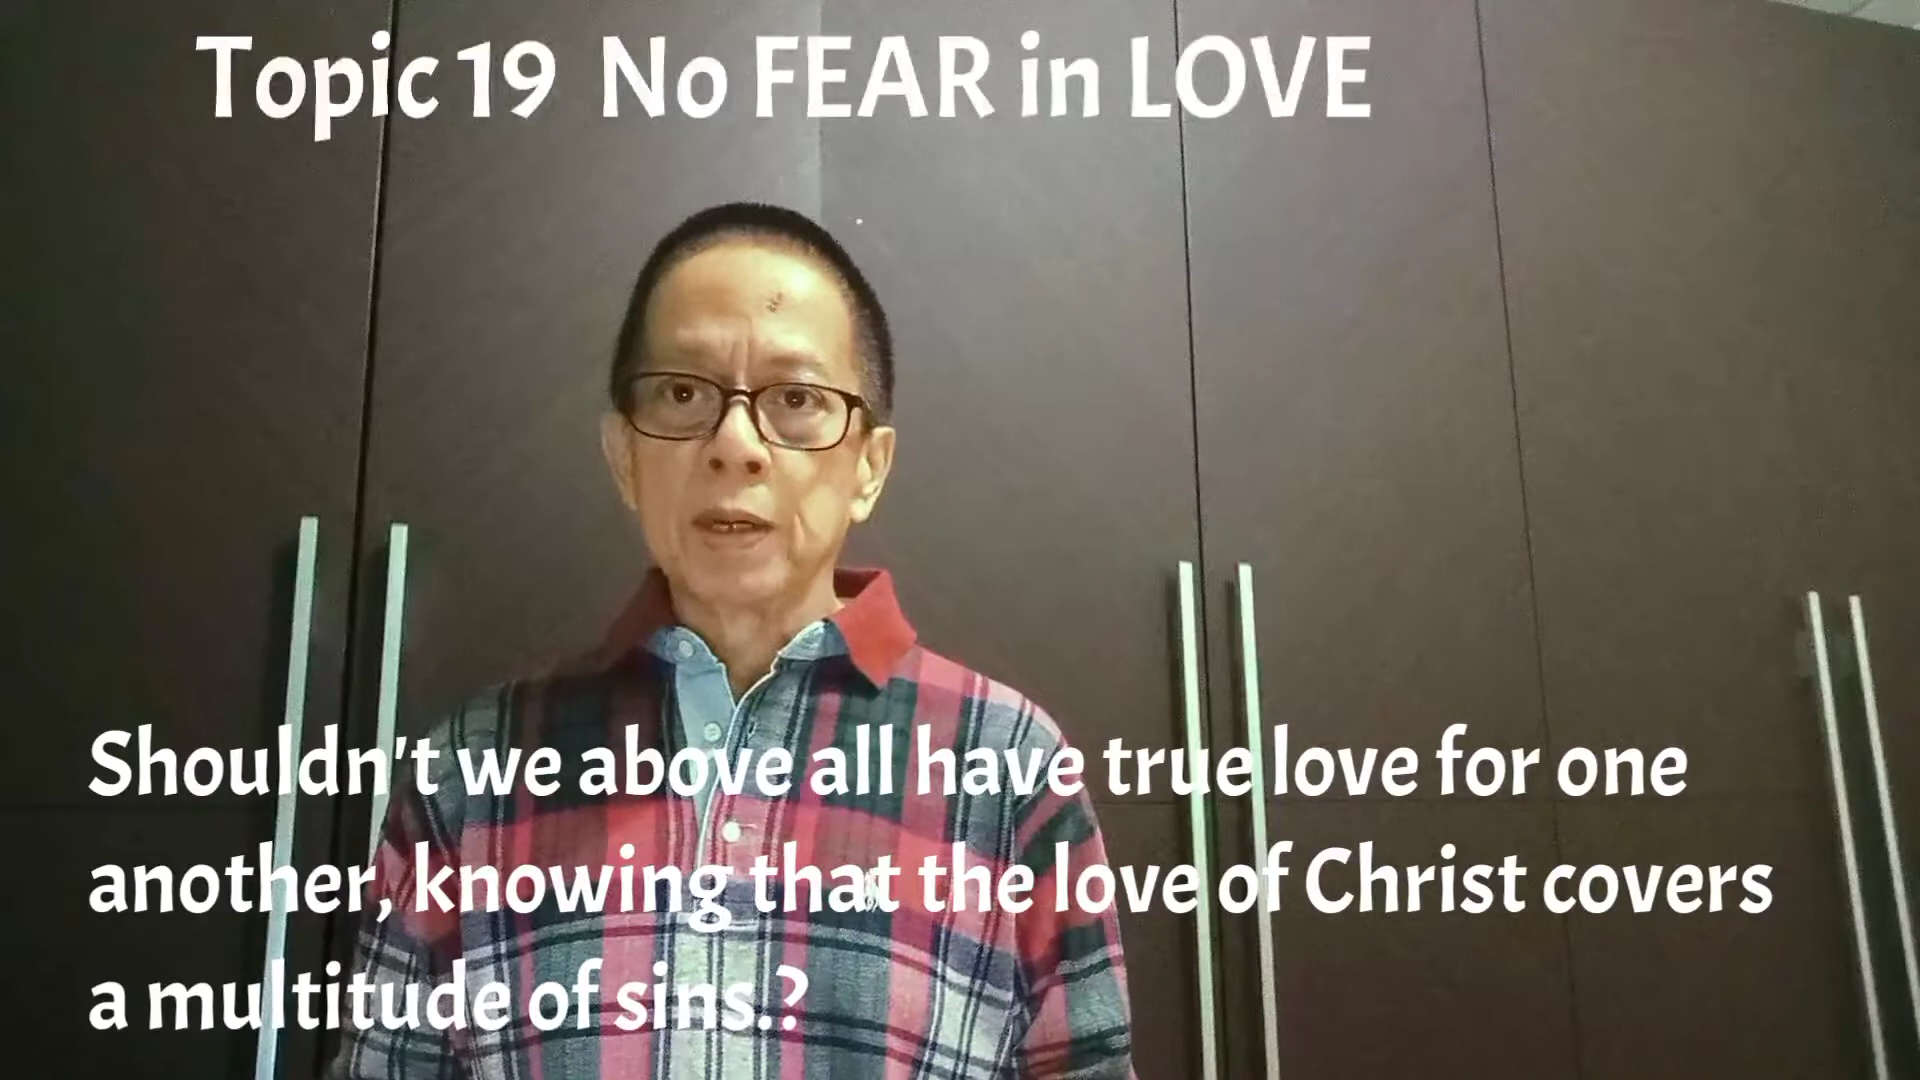 Topic 19 No FEAR in LOVE
Shouldn't we above all have true love for one
another, knowing that the love of Christ covers
a multitude of sins.?